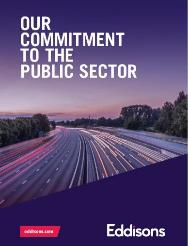 OUR
COMMITMENT
TO THE
PUBLIC SECTOR
eddisons.com
Eddisons